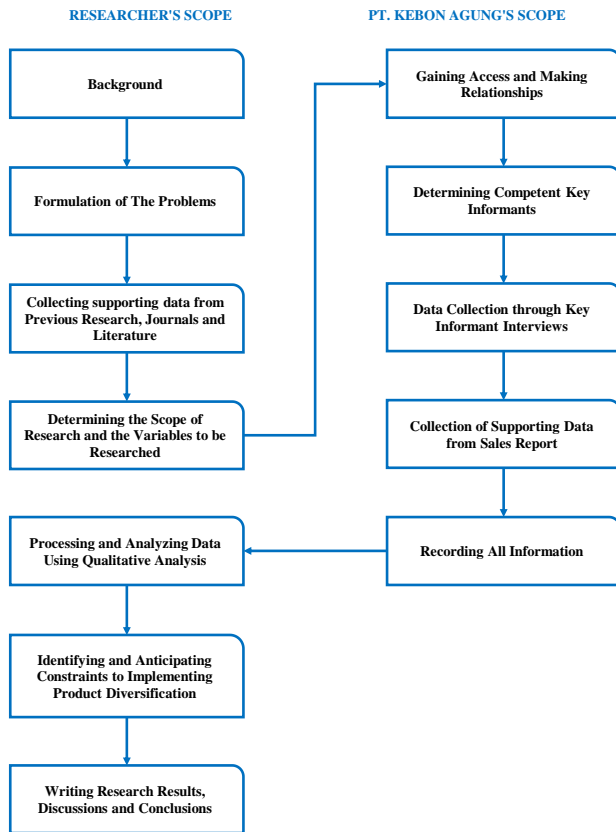 RESEARCHER'S SCOPE
Background
Formulation of The Problems
Collecting supporting data from
Previous Research, Journals and
Literature
Determining the Scope of
Research and the Variables to be
Researched
PT. KEBON AGUNG'S SCOPE
Gaining Access and Making
Relationships
Determining Competent Key
Informants
Data Collection through Key
Informant Interviews
Collection of Supporting Data
from Sales Report
Recording All Information
Processing and Analyzing Data
Using Qualitative Analysis
Identifying and Anticipating
Constraints to Implementing
Product Diversification
Writing Research Results,
Discussions and Conclusions